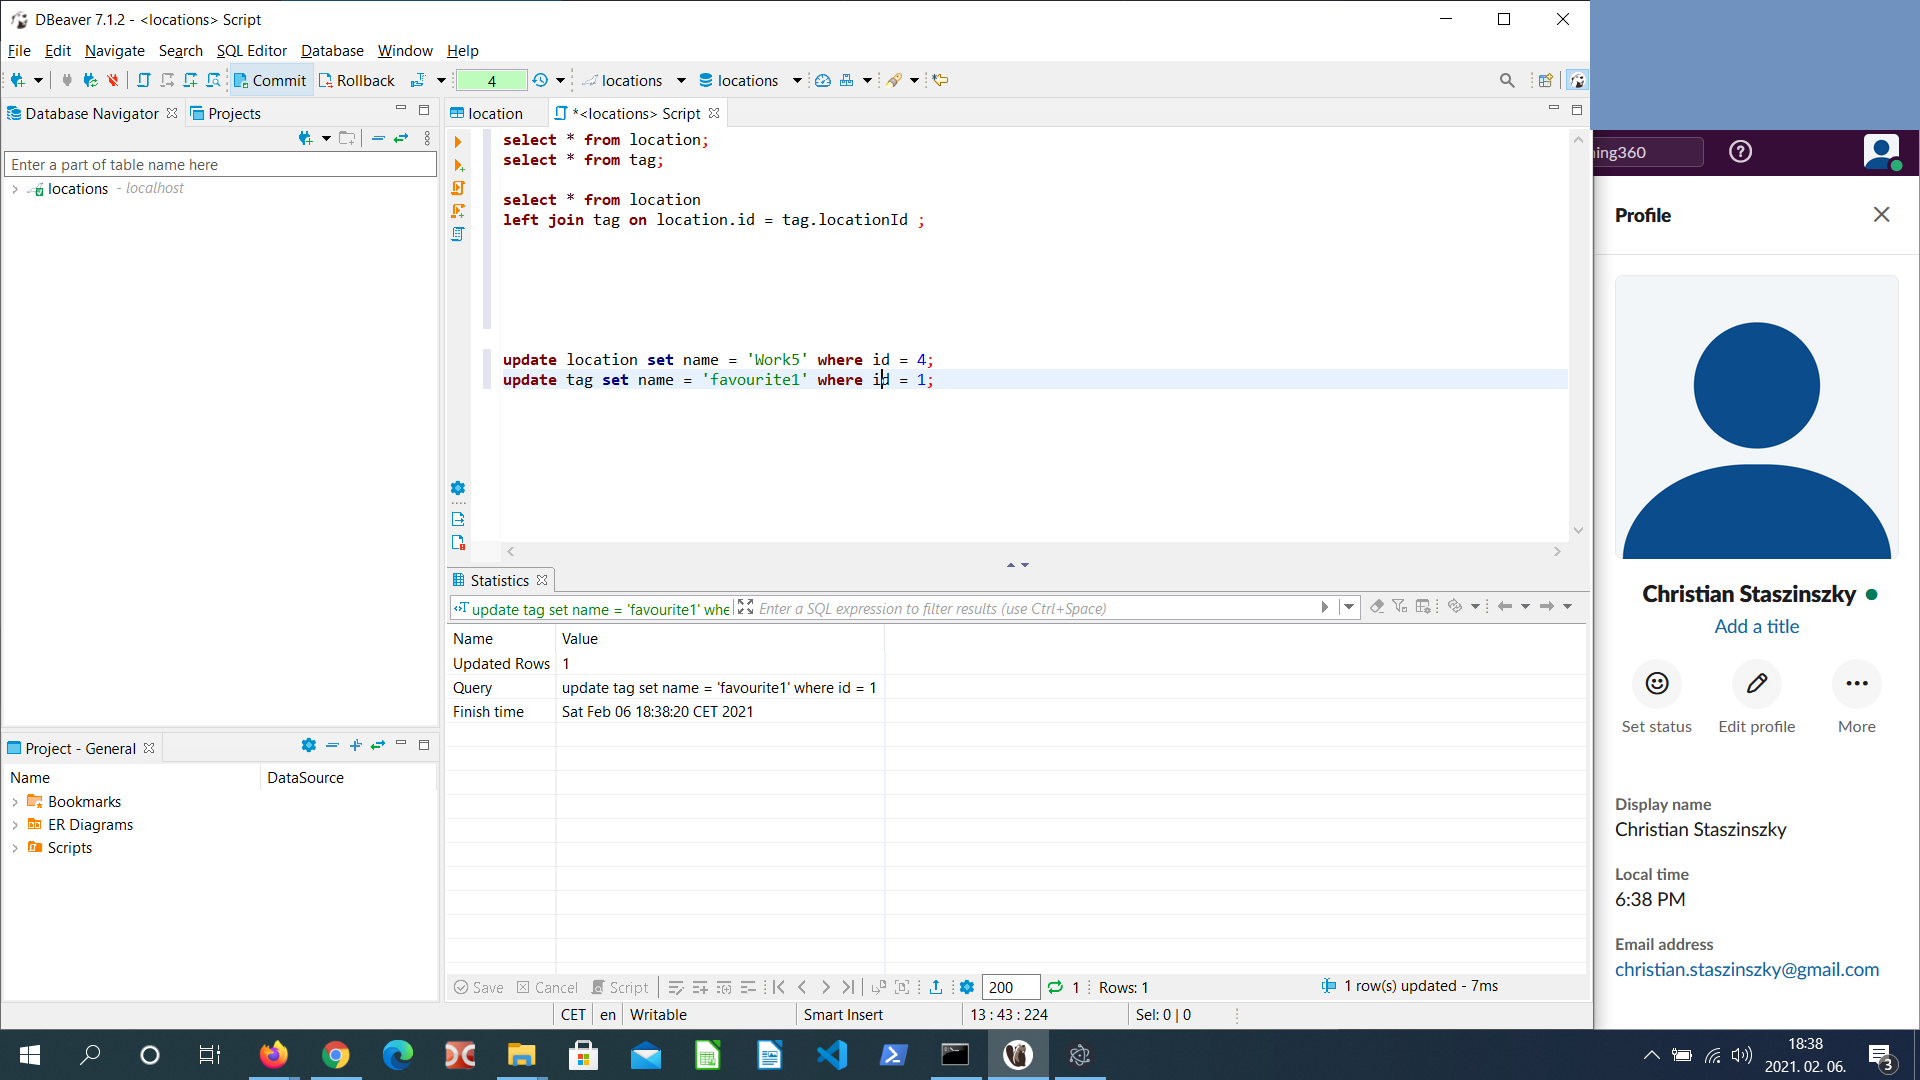 DBeaver 7.1.2 - <locations> Script
File Edit Navigate Search SQL Editor Database Window Help
Commit Rollback 4 locations locations
Database Navigator Projects
Enter a part of table name here
locations - localhost
location *<locations> Script
select * from location;
select * from tag;
select * from location
left join tag on location.id = tag.locationId ;
update location set name = 'Work5' where id = 4;
update tag set name = 'favourite1' where id = 1;
Statistics
update tag set name = 'favourite1' whe Enter a SQL expression to filter results (use Ctrl+Space)
Name Value
Updated Rows 1
Query update tag set name = 'favourite1' where id = 1
Finish time Sat Feb 06 18:38:20 CET 2021
Project - General
Name DataSource
Bookmarks
ER Diagrams
Scripts
Save Cancel Script 200 1 Rows: 1 1 row(s) updated - 7ms
CET en Writable Smart Insert 13 : 43 : 224 Sel: 0 | 0
ning360
Profile
Christian Staszinszky
Add a title
Set status Edit profile More
Display name
Christian Staszinszky
Local time
6:38 PM
Email address
christian.staszinszky@gmail.com
18:38
2021. 02. 06.
3